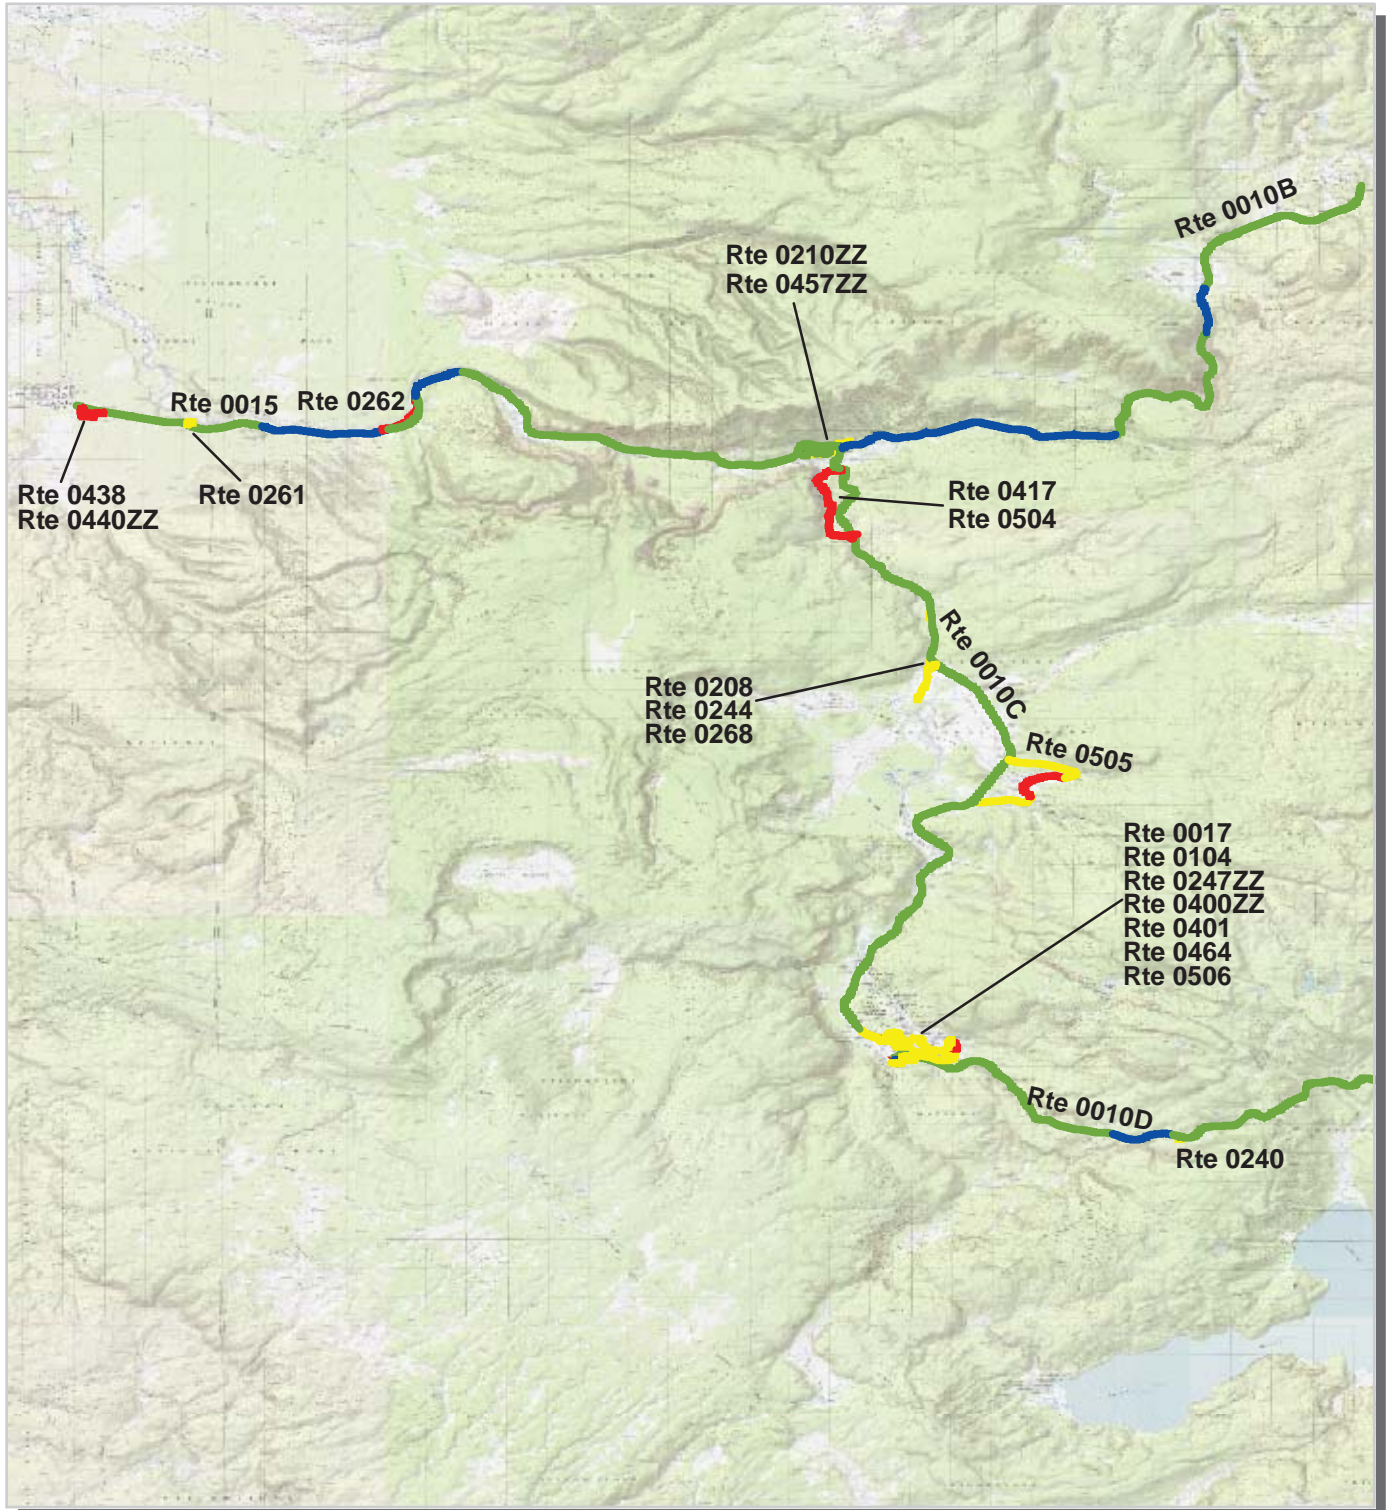 Rte 0010B
Rte 0210ZZ
Rte 0457ZZ
Rte 0015
Rte 0262
Rte 0438
Rte 0440ZZ
Rte 0261
Rte 0417
Rte 0504
Rte 0010C
Rte 0208
Rte 0244
Rte 0268
Rte 0505
Rte 0017
Rte 0104
Rte 0247ZZ
Rte 0400ZZ
Rte 0401
Rte 0464
Rte 0506
Rte 0010D
Rte 0240